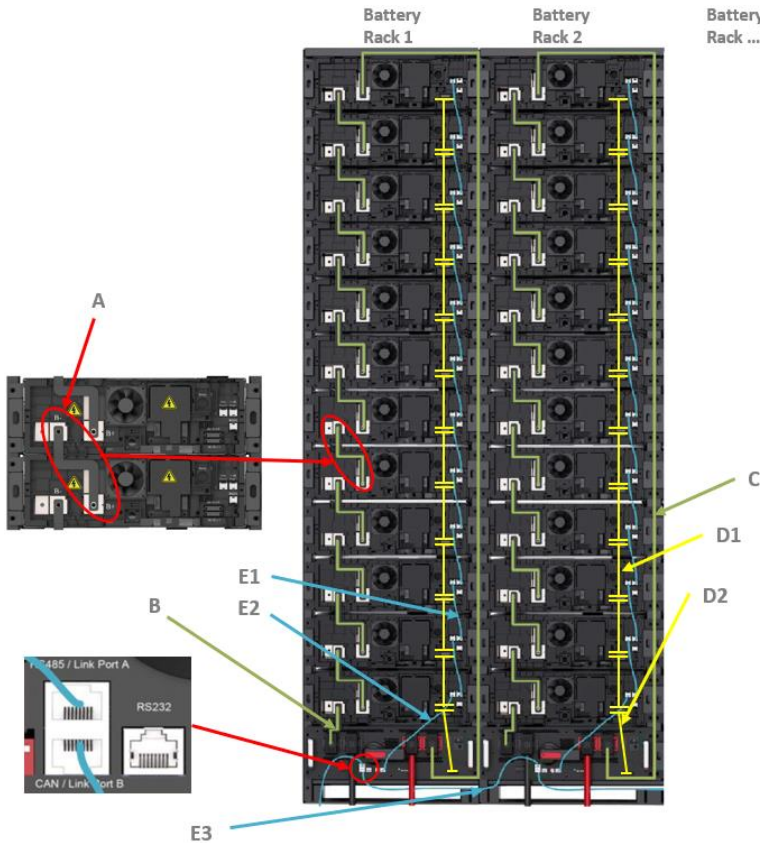 Battery
Rack 1
Battery
Rack 2
Battery
Rack ...
A
B-
B+
B-
B+
C
D1
E1
D2
E2
B
RS485 / Link Port A
RS232
CAN / Link Port B
E3